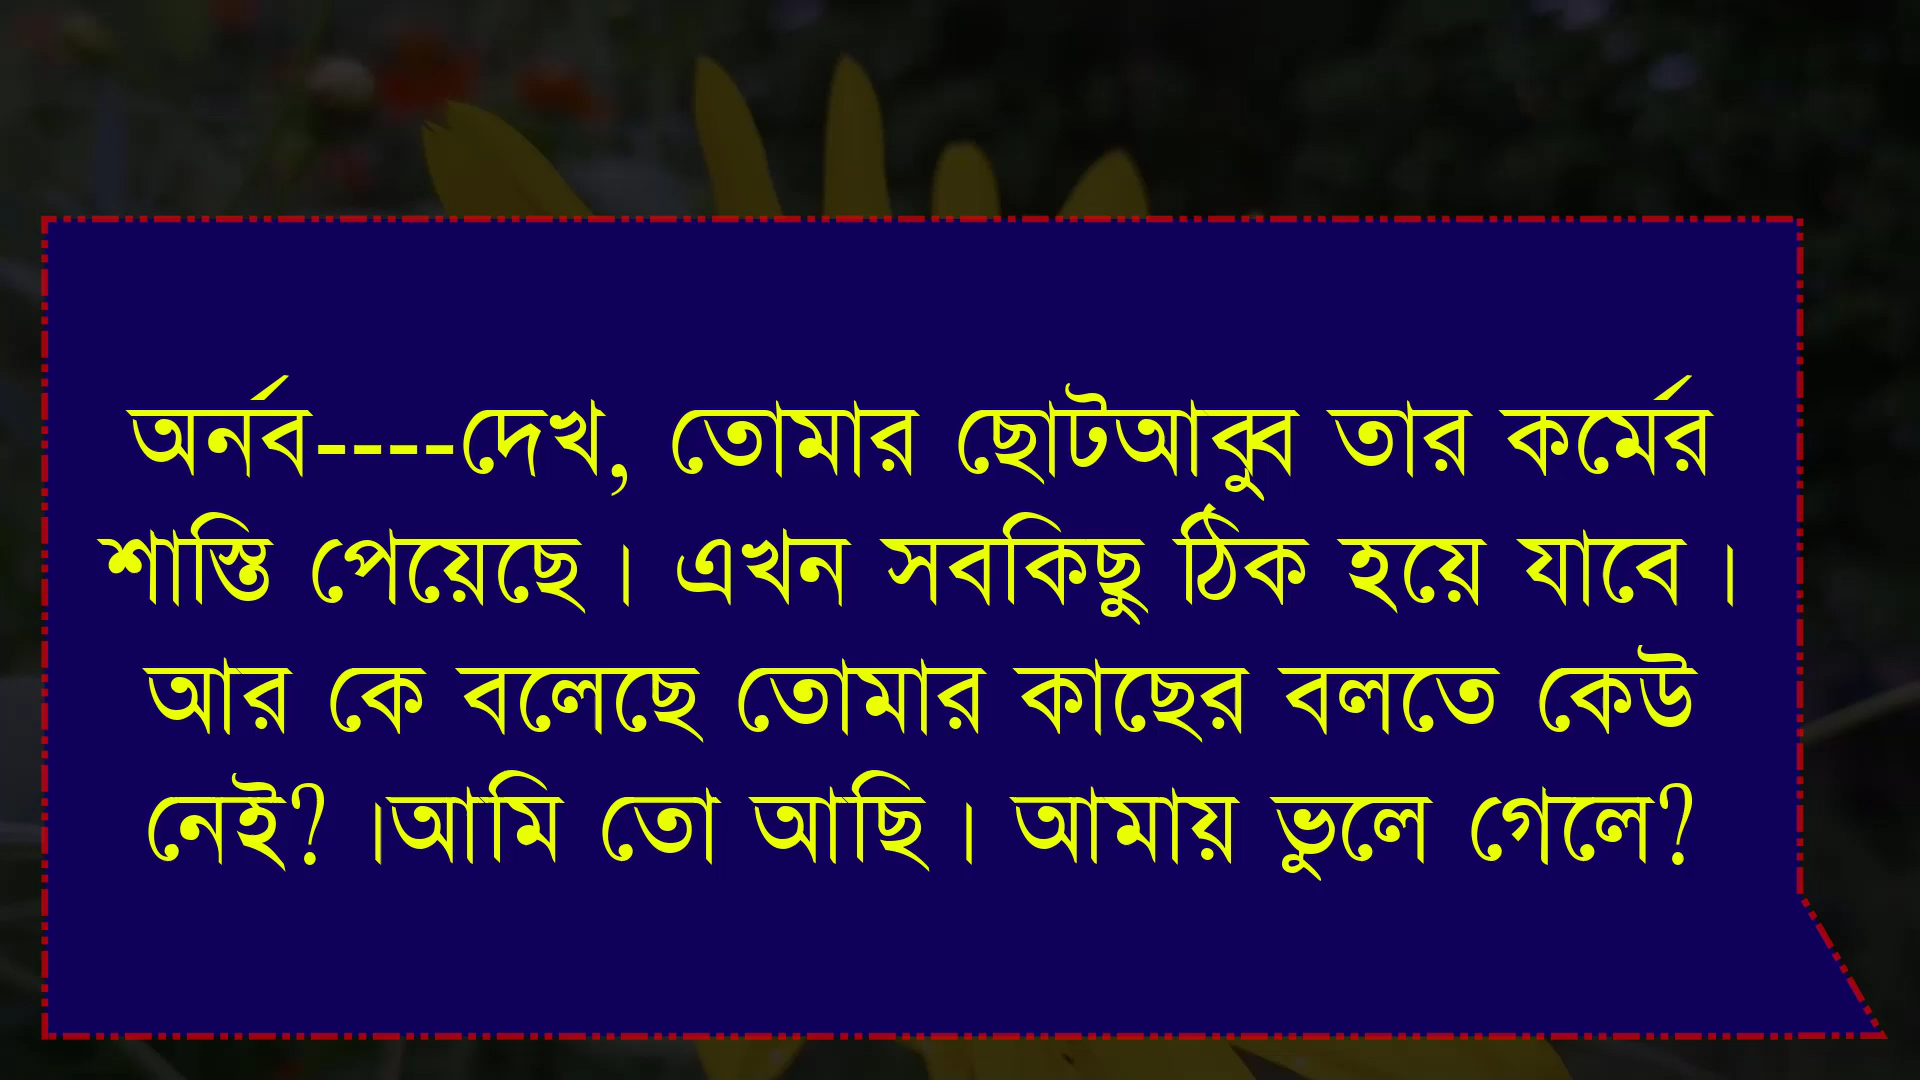 অর্নব----দেখ, তোমার ছোটআব্বু তার কর্মের
শাস্তি পেয়েছে। এখন সবকিছু ঠিক হয়ে যাবে।
আর কে বলেছে তোমার কাছের বলতে কেউ
নেই? ।আমি তো আছি। আমায় ভুলে গেলে?